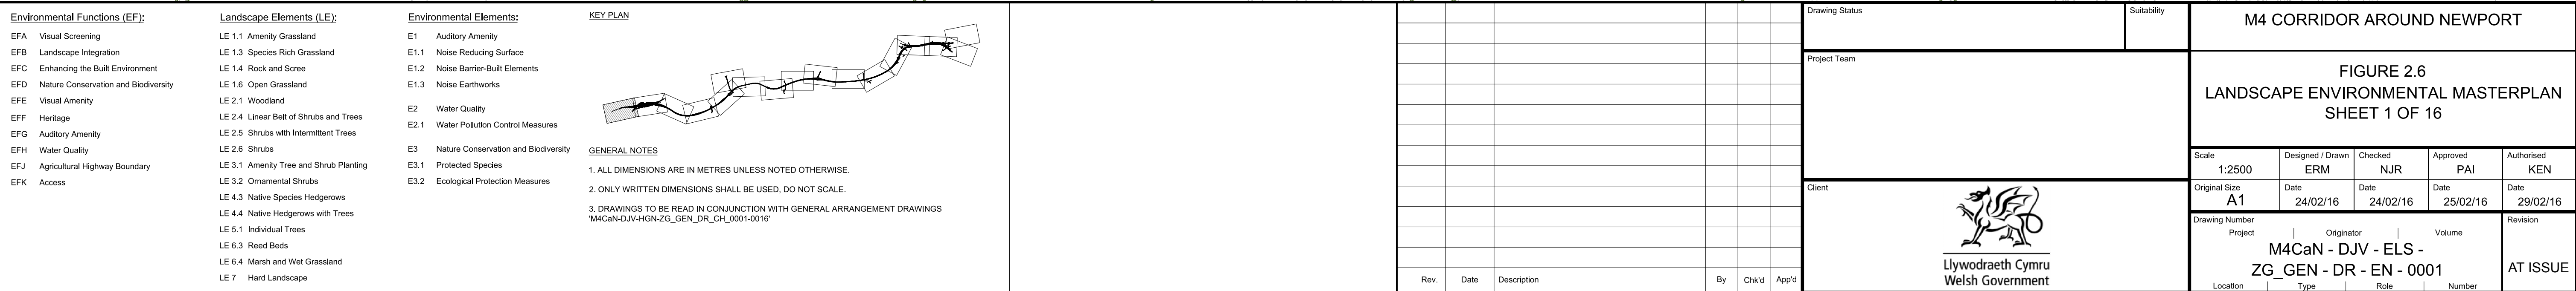 Environmental Functions (EF):
EFA Visual Screening
EFB Landscape Integration
EFC Enhancing the Built Environment
EFD Nature Conservation and Biodiversity
EFE Visual Amenity
EFF Heritage
EFG Auditory Amenity
EFH Water Quality
EFJ Agricultural Highway Boundary
EFK Access
Landscape Elements (LE):
LE 1.1 Amenity Grassland
LE 1.3 Species Rich Grassland
LE 1.4 Rock and Scree
LE 1.6 Open Grassland
LE 2.1 Woodland
LE 2.4 Linear Belt of Shrubs and Trees
LE 2.5 Shrubs with Intermittent Trees
LE 2.6 Shrubs
LE 3.1 Amenity Tree and Shrub Planting
LE 3.2 Ornamental Shrubs
LE 4.3 Native Species Hedgerows
LE 4.4 Native Hedgerows with Trees
LE 5.1 Individual Trees
LE 6.3 Reed Beds
LE 6.4 Marsh and Wet Grassland
LE 7 Hard Landscape
Environmental Elements:
E1 Auditory Amenity
E1.1 Noise Reducing Surface
E1.2 Noise Barrier-Built Elements
E1.3 Noise Earthworks
E2 Water Quality
E2.1 Water Pollution Control Measures
E3 Nature Conservation and Biodiversity
E3.1 Protected Species
E3.2 Ecological Protection Measures
KEY PLAN
GENERAL NOTES
1. ALL DIMENSIONS ARE IN METRES UNLESS NOTED OTHERWISE.
2. ONLY WRITTEN DIMENSIONS SHALL BE USED, DO NOT SCALE.
3. DRAWINGS TO BE READ IN CONJUNCTION WITH GENERAL ARRANGEMENT DRAWINGS
'M4CaN-DJV-HGN-ZG_GEN_DR_CH_0001-0016'
Rev. Date Description By Chk'd App'd
Drawing Status Suitability
Project Team
Client
Llywodraeth Cymru
Welsh Government
M4 CORRIDOR AROUND NEWPORT
FIGURE 2.6
LANDSCAPE ENVIRONMENTAL MASTERPLAN
SHEET 1 OF 16
Scale Designed / Drawn Checked Approved Authorised
1:2500 ERM NJR PAI KEN
Original Size Date Date Date Date
A1 24/02/16 24/02/16 25/02/16 29/02/16
Drawing Number Revision
Project Originator Volume
M4CaN - DJV - ELS -
ZG_GEN - DR - EN - 0001 AT ISSUE
Location Type Role Number